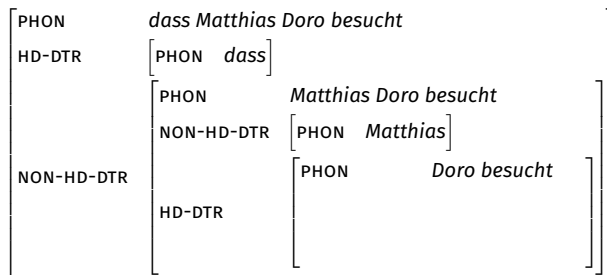 PHON dass Matthias Doro besucht
HD-DTR [PHON dass]
PHON Matthias Doro besucht
NON-HD-DTR [PHON Matthias]
NON-HD-DTR
PHON Doro besucht
HD-DTR